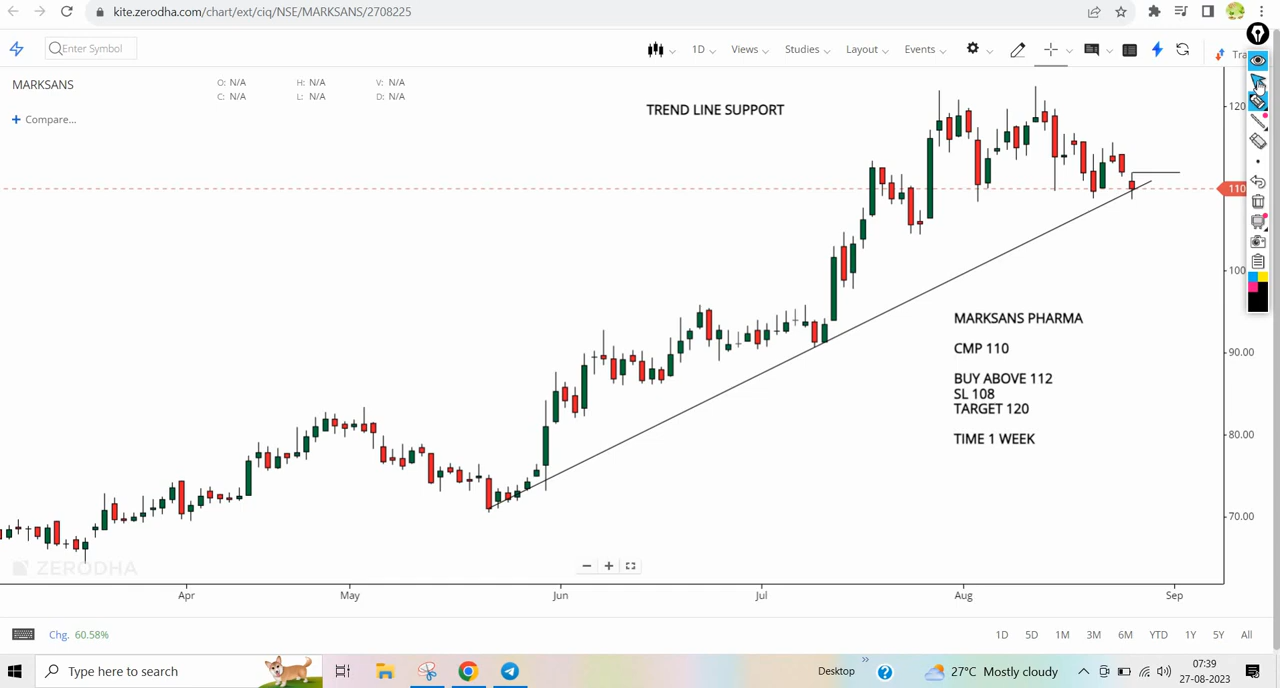 kite.zerodha.com/chart/ext/ciq/NSE/MARKSANS/2708225
Enter Symbol
1D
Views
Studies
Layout
Events
Tra
MARKSANS
O: N/A
H: N/A
V: N/A
C: N/A
L: N/A
D: N/A
+ Compare...
TREND LINE SUPPORT
120
110
100
90.00
80.00
70.00
MARKSANS PHARMA
CMP 110
BUY ABOVE 112
SL 108
TARGET 120
TIME 1 WEEK
ZERODHA
Apr
May
Jun
Jul
Aug
Sep
Chg. 60.58%
1D
5D
1M
3M
6M
YTD
1Y
5Y
All
Type here to search
Desktop
27°C Mostly cloudy
07:39
27-08-2023